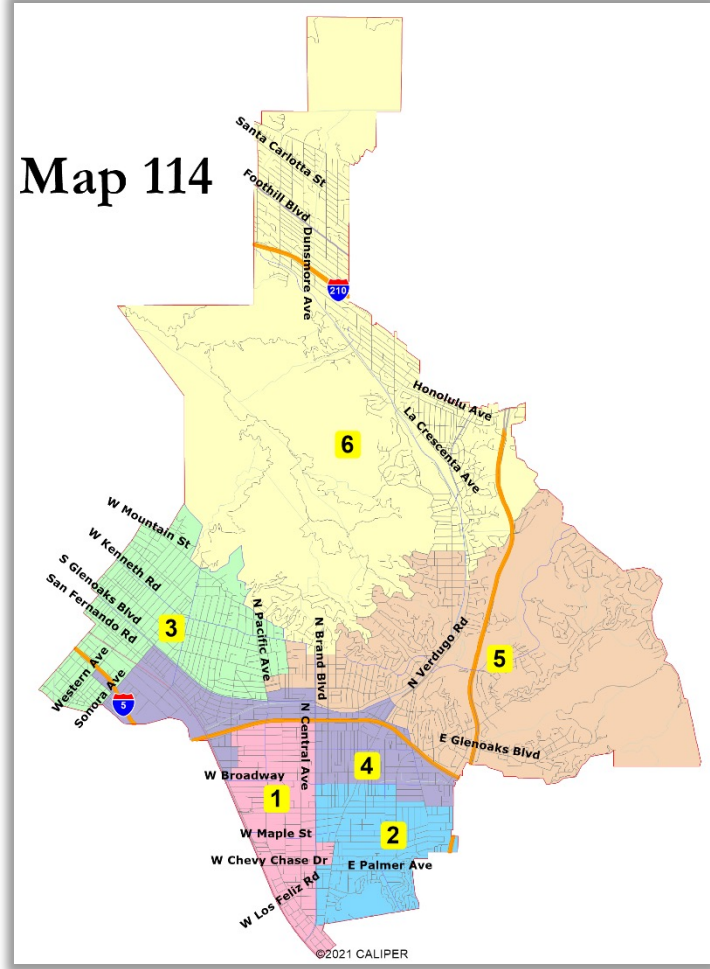 Map 114
Santa Carlotta St
Foothill Blvd
Dunsmore Ave
210
Honolulu Ave
La Crescenta Ave
6
W Mountain St
W Kenneth Rd
S Glenoaks Blvd
San Fernando Rd
3
N Pacific Ave
N Brand Blvd
N Verdugo Rd
5
Western Ave
Sonora Ave
5
N Central Ave
E Glenoaks Blvd
W Broadway
4
1
W Maple St
2
W Chevy Chase Dr
E Palmer Ave
W Los Feliz Rd
©2021 CALIPER